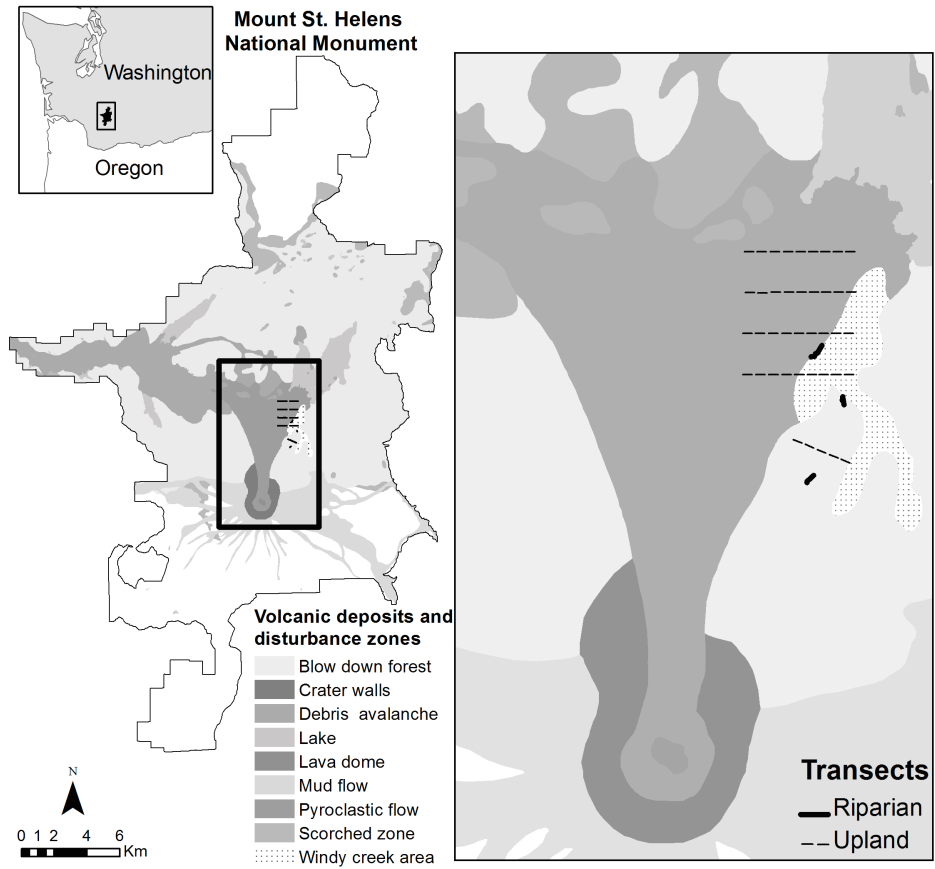 Mount St. Helens
National Monument
Washington
Oregon
Volcanic deposits and
disturbance zones
Blow down forest
Crater walls
Debris avalanche
Lake
Lava dome
Mud flow
Pyroclastic flow
Scorched zone
Windy creek area
N
0 1 2 4 6
Km
Transects
Riparian
Upland